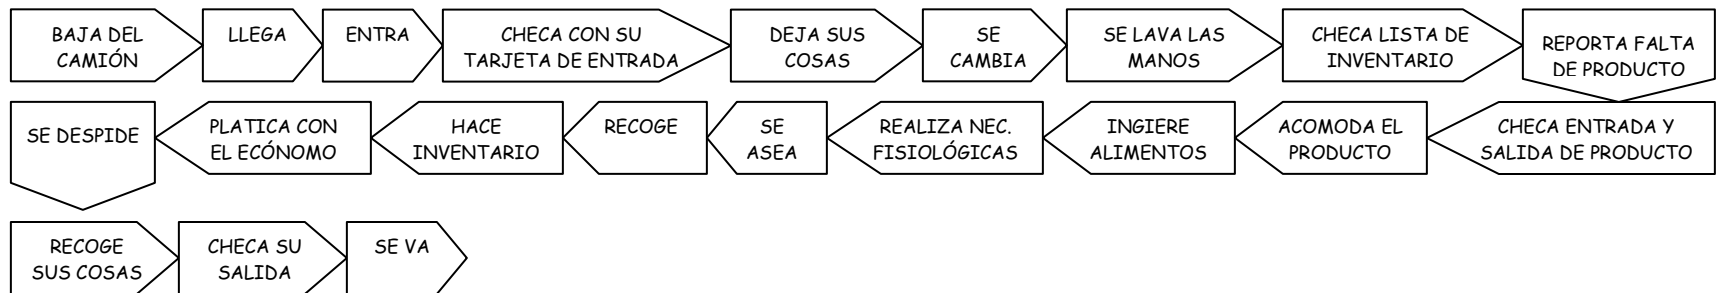 BAJA DEL
CAMIÓN
LLEGA
ENTRA
CHECA CON SU
TARJETA DE ENTRADA
DEJA SUS
COSAS
SE
CAMBIA
SE LAVA LAS
MANOS
CHECA LISTA DE
INVENTARIO
REPORTA FALTA
DE PRODUCTO
CHECA ENTRADA Y
SALIDA DE PRODUCTO
ACOMODA EL
PRODUCTO
INGIERE
ALIMENTOS
REALIZA NEC.
FISIOLÓGICAS
SE
ASEA
RECOGE
HACE
INVENTARIO
PLATICA CON
EL ECÓNOMO
SE DESPIDE
RECOGE
SUS COSAS
CHECA SU
SALIDA
SE VA